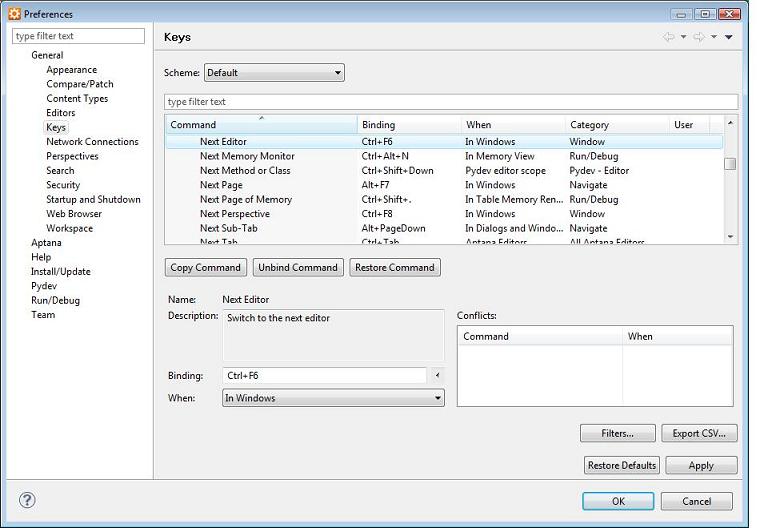 Preferences
type filter text
General
Appearance
Compare/Patch
Content Types
Editors
Keys
Network Connections
Perspectives
Search
Security
Startup and Shutdown
Web Browser
Workspace
Aptana
Help
Install/Update
Pydev
Run/Debug
Team
Keys
Scheme: Default
type filter text
Command Binding When Category User
Next Editor Ctrl+F6 In Windows Window
Next Memory Monitor Ctrl+Alt+N In Memory View Run/Debug
Next Method or Class Ctrl+Shift+Down Pydev editor scope Pydev - Editor
Next Page Alt+F7 In Windows Navigate
Next Page of Memory Ctrl+Shift+. In Table Memory Ren... Run/Debug
Next Perspective Ctrl+F8 In Windows Window
Next Sub-Tab Alt+PageDown In Dialogs and Windo... Navigate
Next Tab Ctrl+Tab Aptana Editors All Aptana Editors
Copy Command Unbind Command Restore Command
Name: Next Editor
Description: Switch to the next editor
Binding: Ctrl+F6
When: In Windows
Conflicts:
Command When
Filters... Export CSV...
Restore Defaults Apply
? OK Cancel